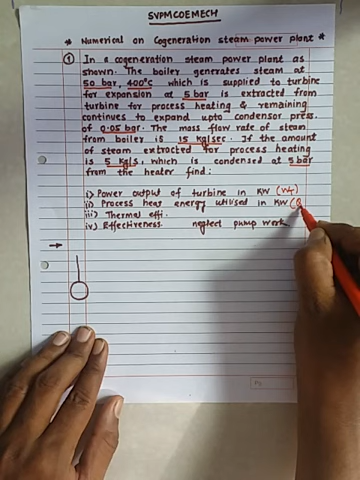 SVPMCOEMECH
* Numerical on Cogeneration steam power plant *
① In a cogeneration steam power plant as
shown. The boiler generates steam at
50 bar, 400°C which is supplied to turbine
for expansion at 5 bar is extracted from
turbine for process heating & remaining
continues to expand upto condensor press.
of 0.05 bar. The mass flow rate of steam
from boiler is 15 kg/sec. If the amount
of steam extracted for process heating
is 5 kg/s, which is condensed at 5 bar
from the heater find:
i) Power output of turbine in KW (WT)
ii) Process heat energy utilised in KW (Q
iii) Thermal effi.
iv) Effectiveness neglect pump work